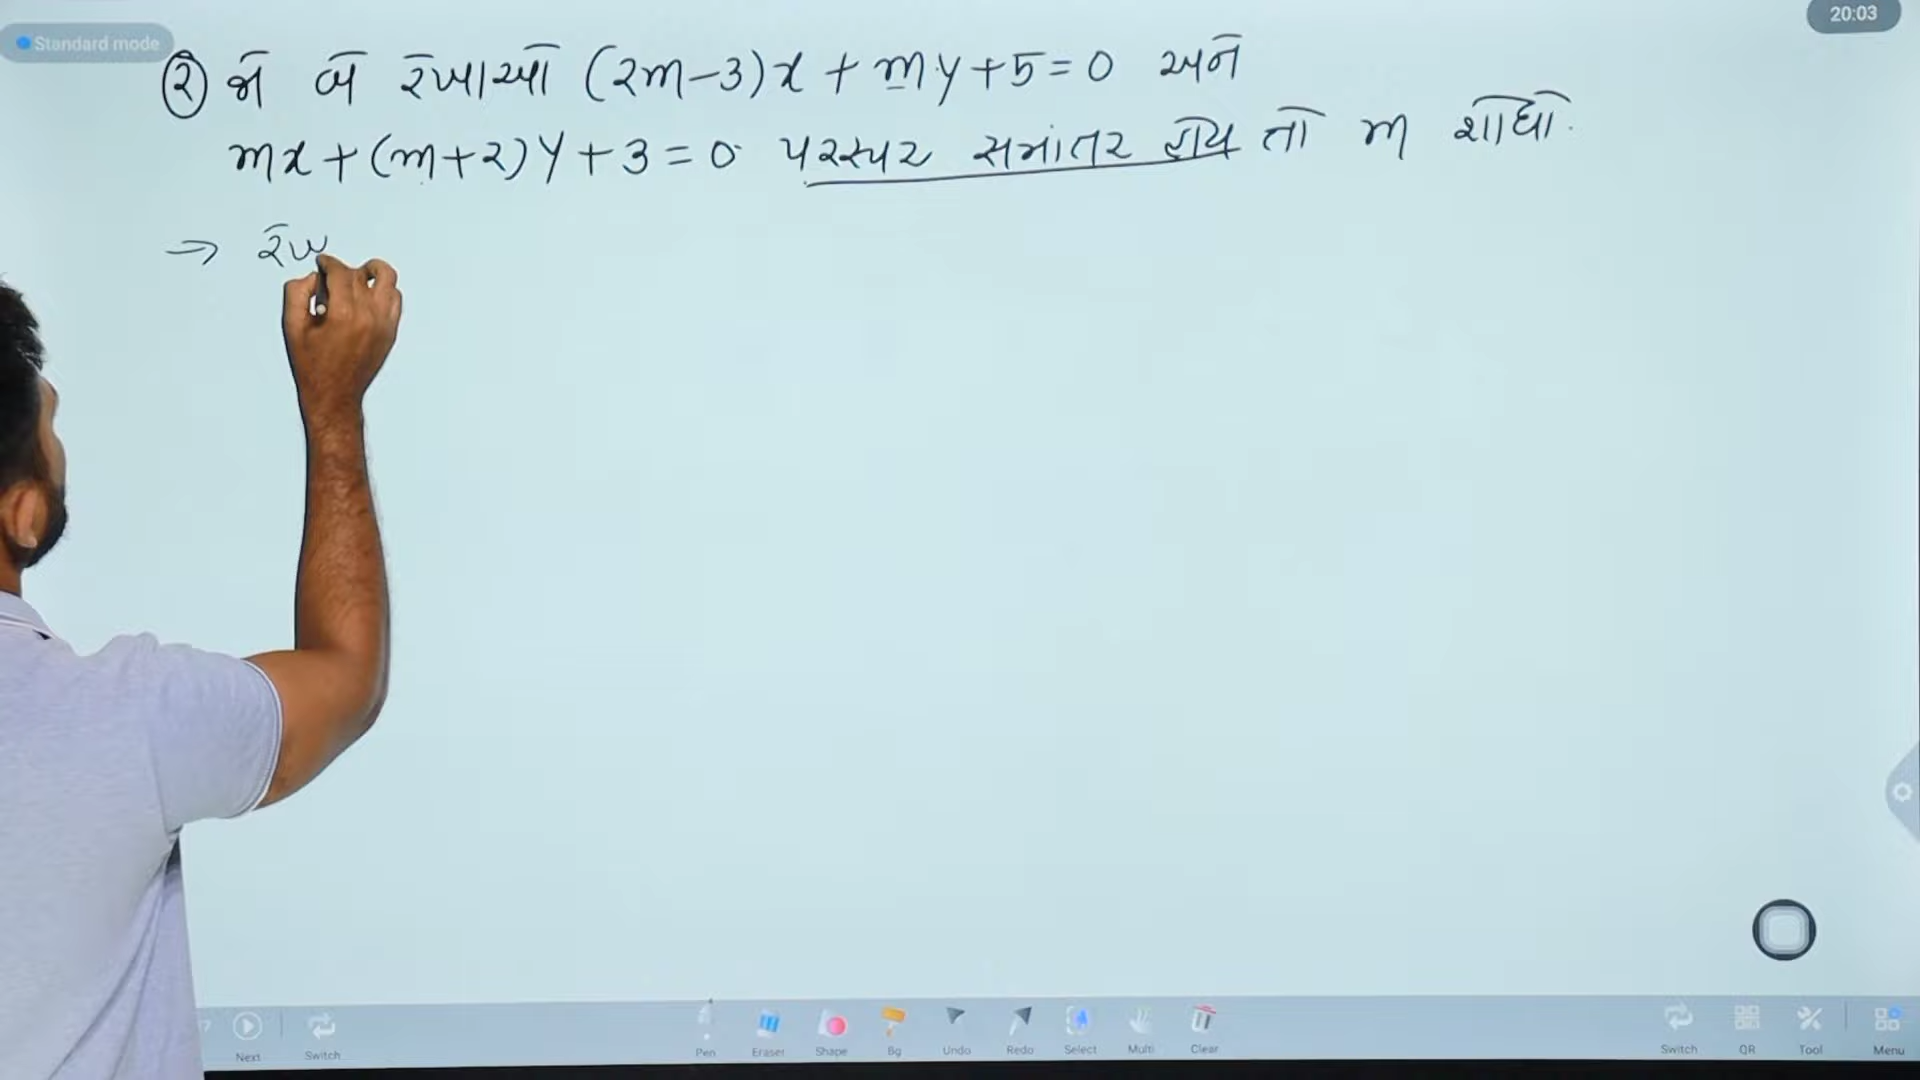 Standard mode
20:03
(૨) જો બે રેખાઓ (2m-3)x + my + 5 = 0 અને
mx + (m+2)y + 3 = 0 પરસ્પર સમાંતર હોય તો m શોધો.
⇒ રેખ
Next Switch Pen Eraser Shape Bg Undo Redo Select Multi Clear Switch QR Tool Menu